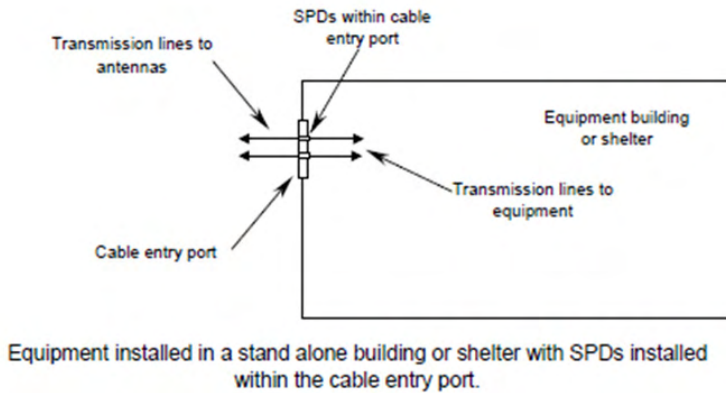 SPDs within cable
entry port
Transmission lines to
antennas
Equipment building
or shelter
Transmission lines to
equipment
Cable entry port
Equipment installed in a stand alone building or shelter with SPDs installed
within the cable entry port.